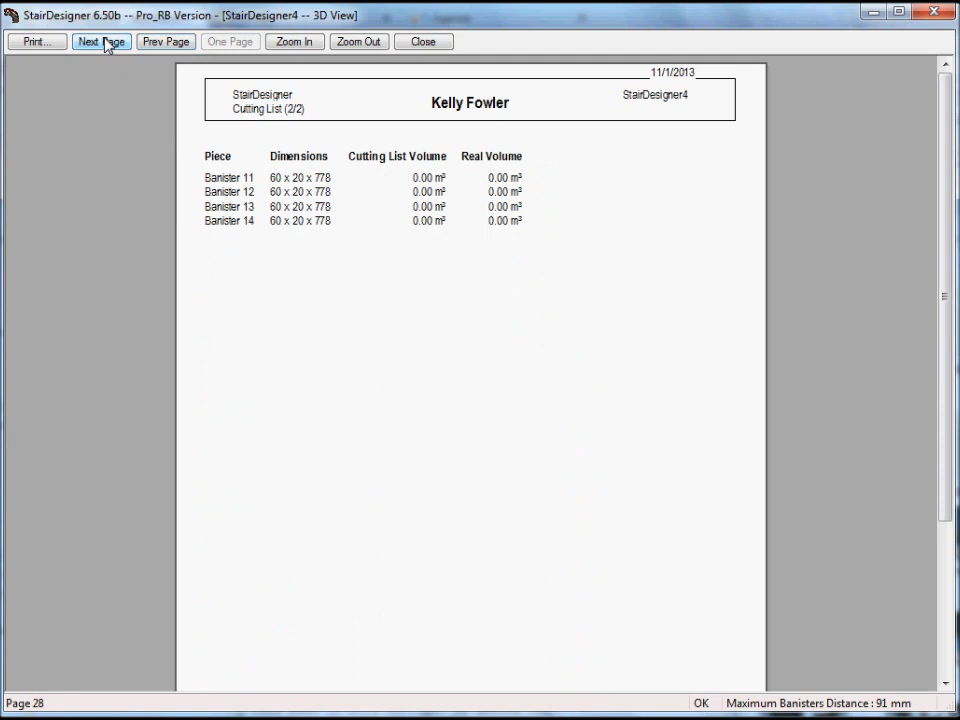 StairDesigner 6.50b -- Pro_RB Version - [StairDesigner4 -- 3D View]
Print... Next Page Prev Page One Page Zoom In Zoom Out Close
11/1/2013
StairDesigner Kelly Fowler StairDesigner4
Cutting List (2/2)
Piece Dimensions Cutting List Volume Real Volume
Banister 11 60 x 20 x 778 0.00 m³ 0.00 m³
Banister 12 60 x 20 x 778 0.00 m³ 0.00 m³
Banister 13 60 x 20 x 778 0.00 m³ 0.00 m³
Banister 14 60 x 20 x 778 0.00 m³ 0.00 m³
Page 28 OK Maximum Banisters Distance : 91 mm